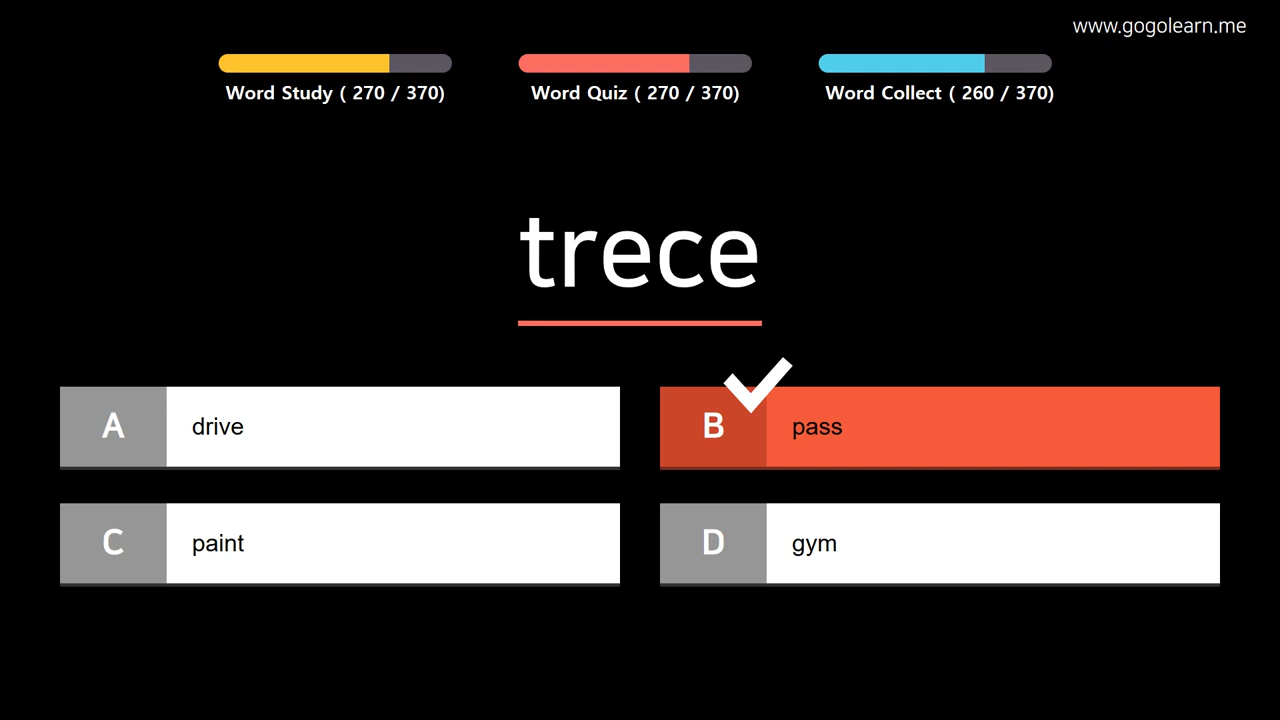 www.gogolearn.me
Word Study ( 270 / 370)
Word Quiz ( 270 / 370)
Word Collect ( 260 / 370)
trece
A drive
B pass
C paint
D gym